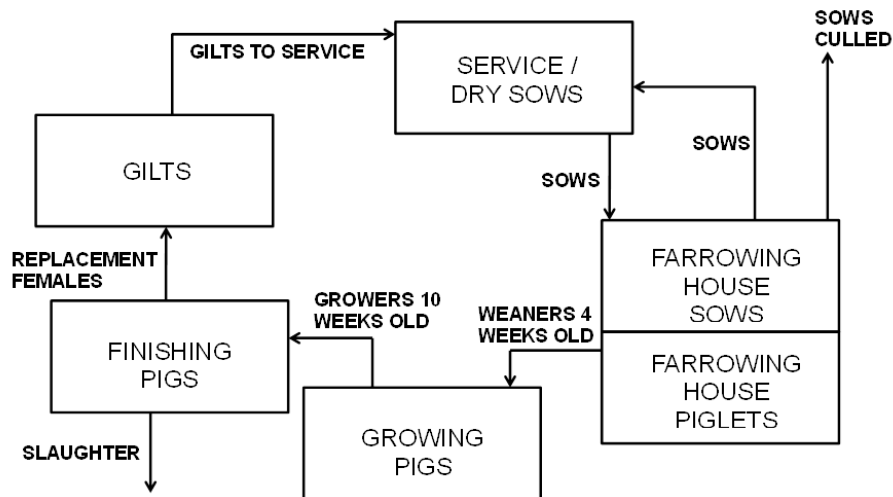 SOWS
CULLED
GILTS TO SERVICE
SERVICE /
DRY SOWS
GILTS
SOWS
SOWS
REPLACEMENT
FEMALES
FARROWING
HOUSE
SOWS
GROWERS 10
WEEKS OLD
WEANERS 4
WEEKS OLD
FINISHING
PIGS
FARROWING
HOUSE
PIGLETS
GROWING
PIGS
SLAUGHTER